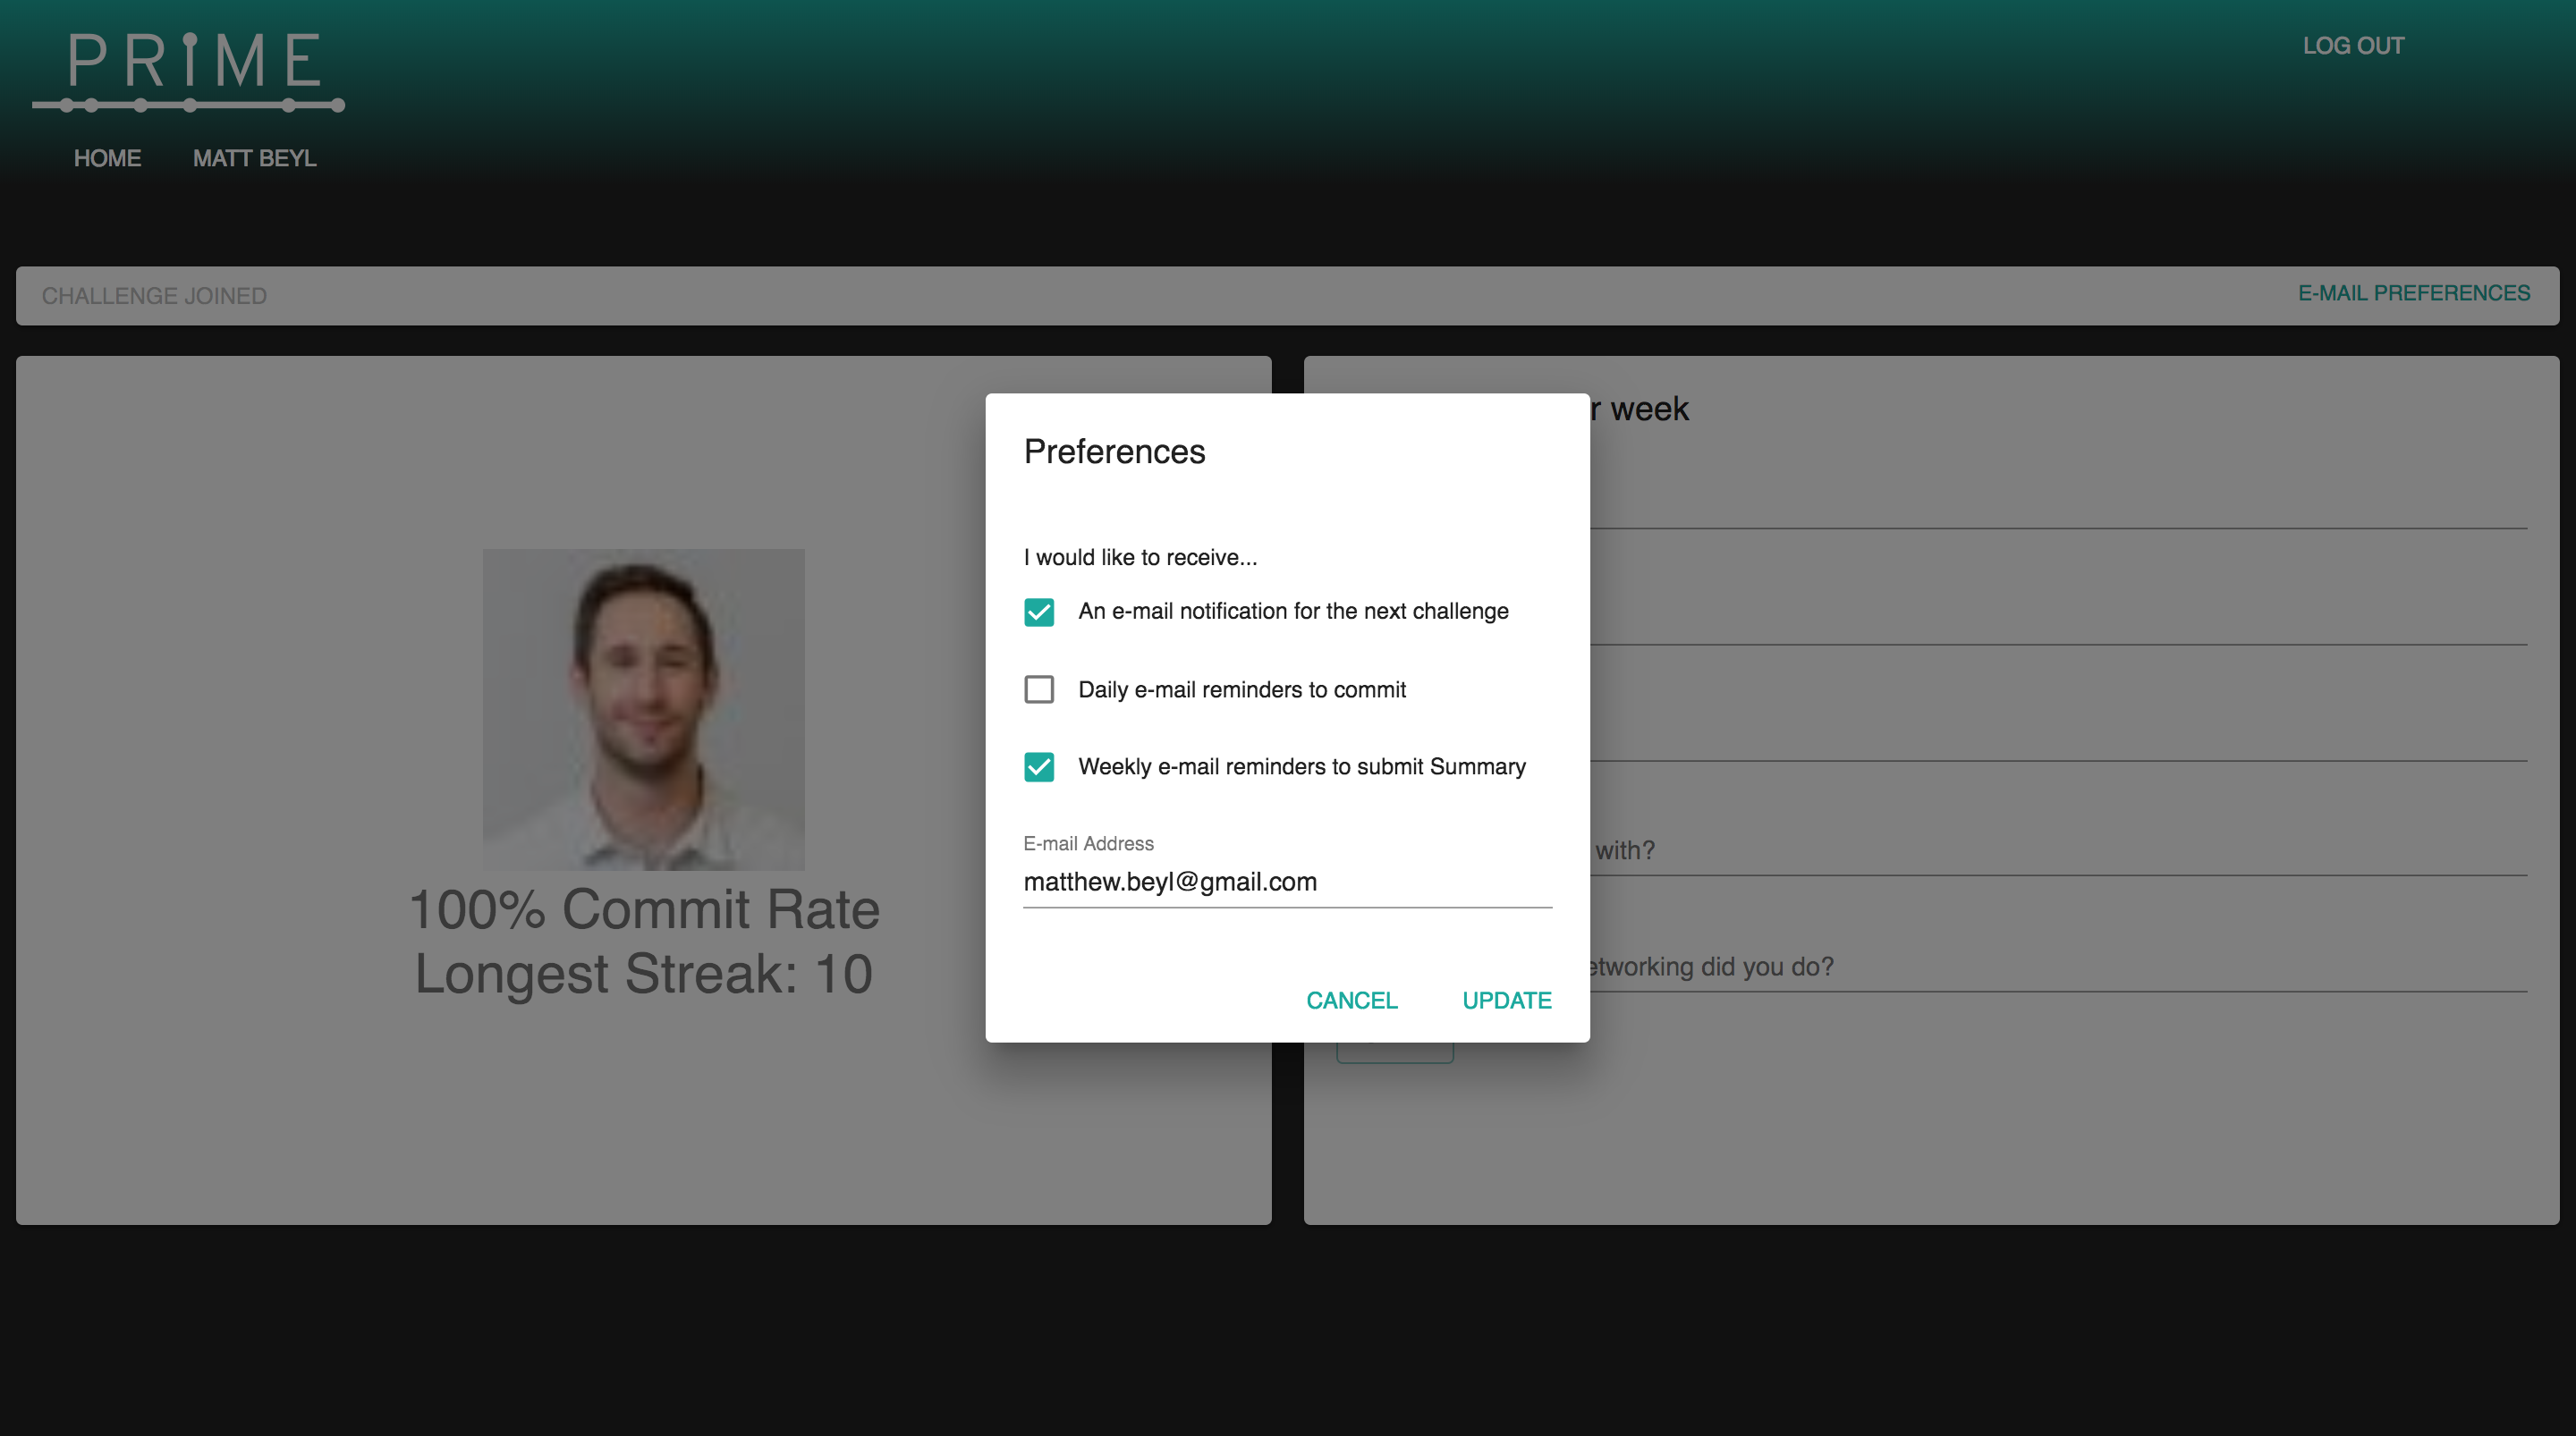 PRIME
LOG OUT
HOME MATT BEYL
CHALLENGE JOINED
E-MAIL PREFERENCES
100% Commit Rate
Longest Streak: 10
week
with?
did you do?
Preferences
I would like to receive...
An e-mail notification for the next challenge
Daily e-mail reminders to commit
Weekly e-mail reminders to submit Summary
E-mail Address
matthew.beyl@gmail.com
CANCEL UPDATE